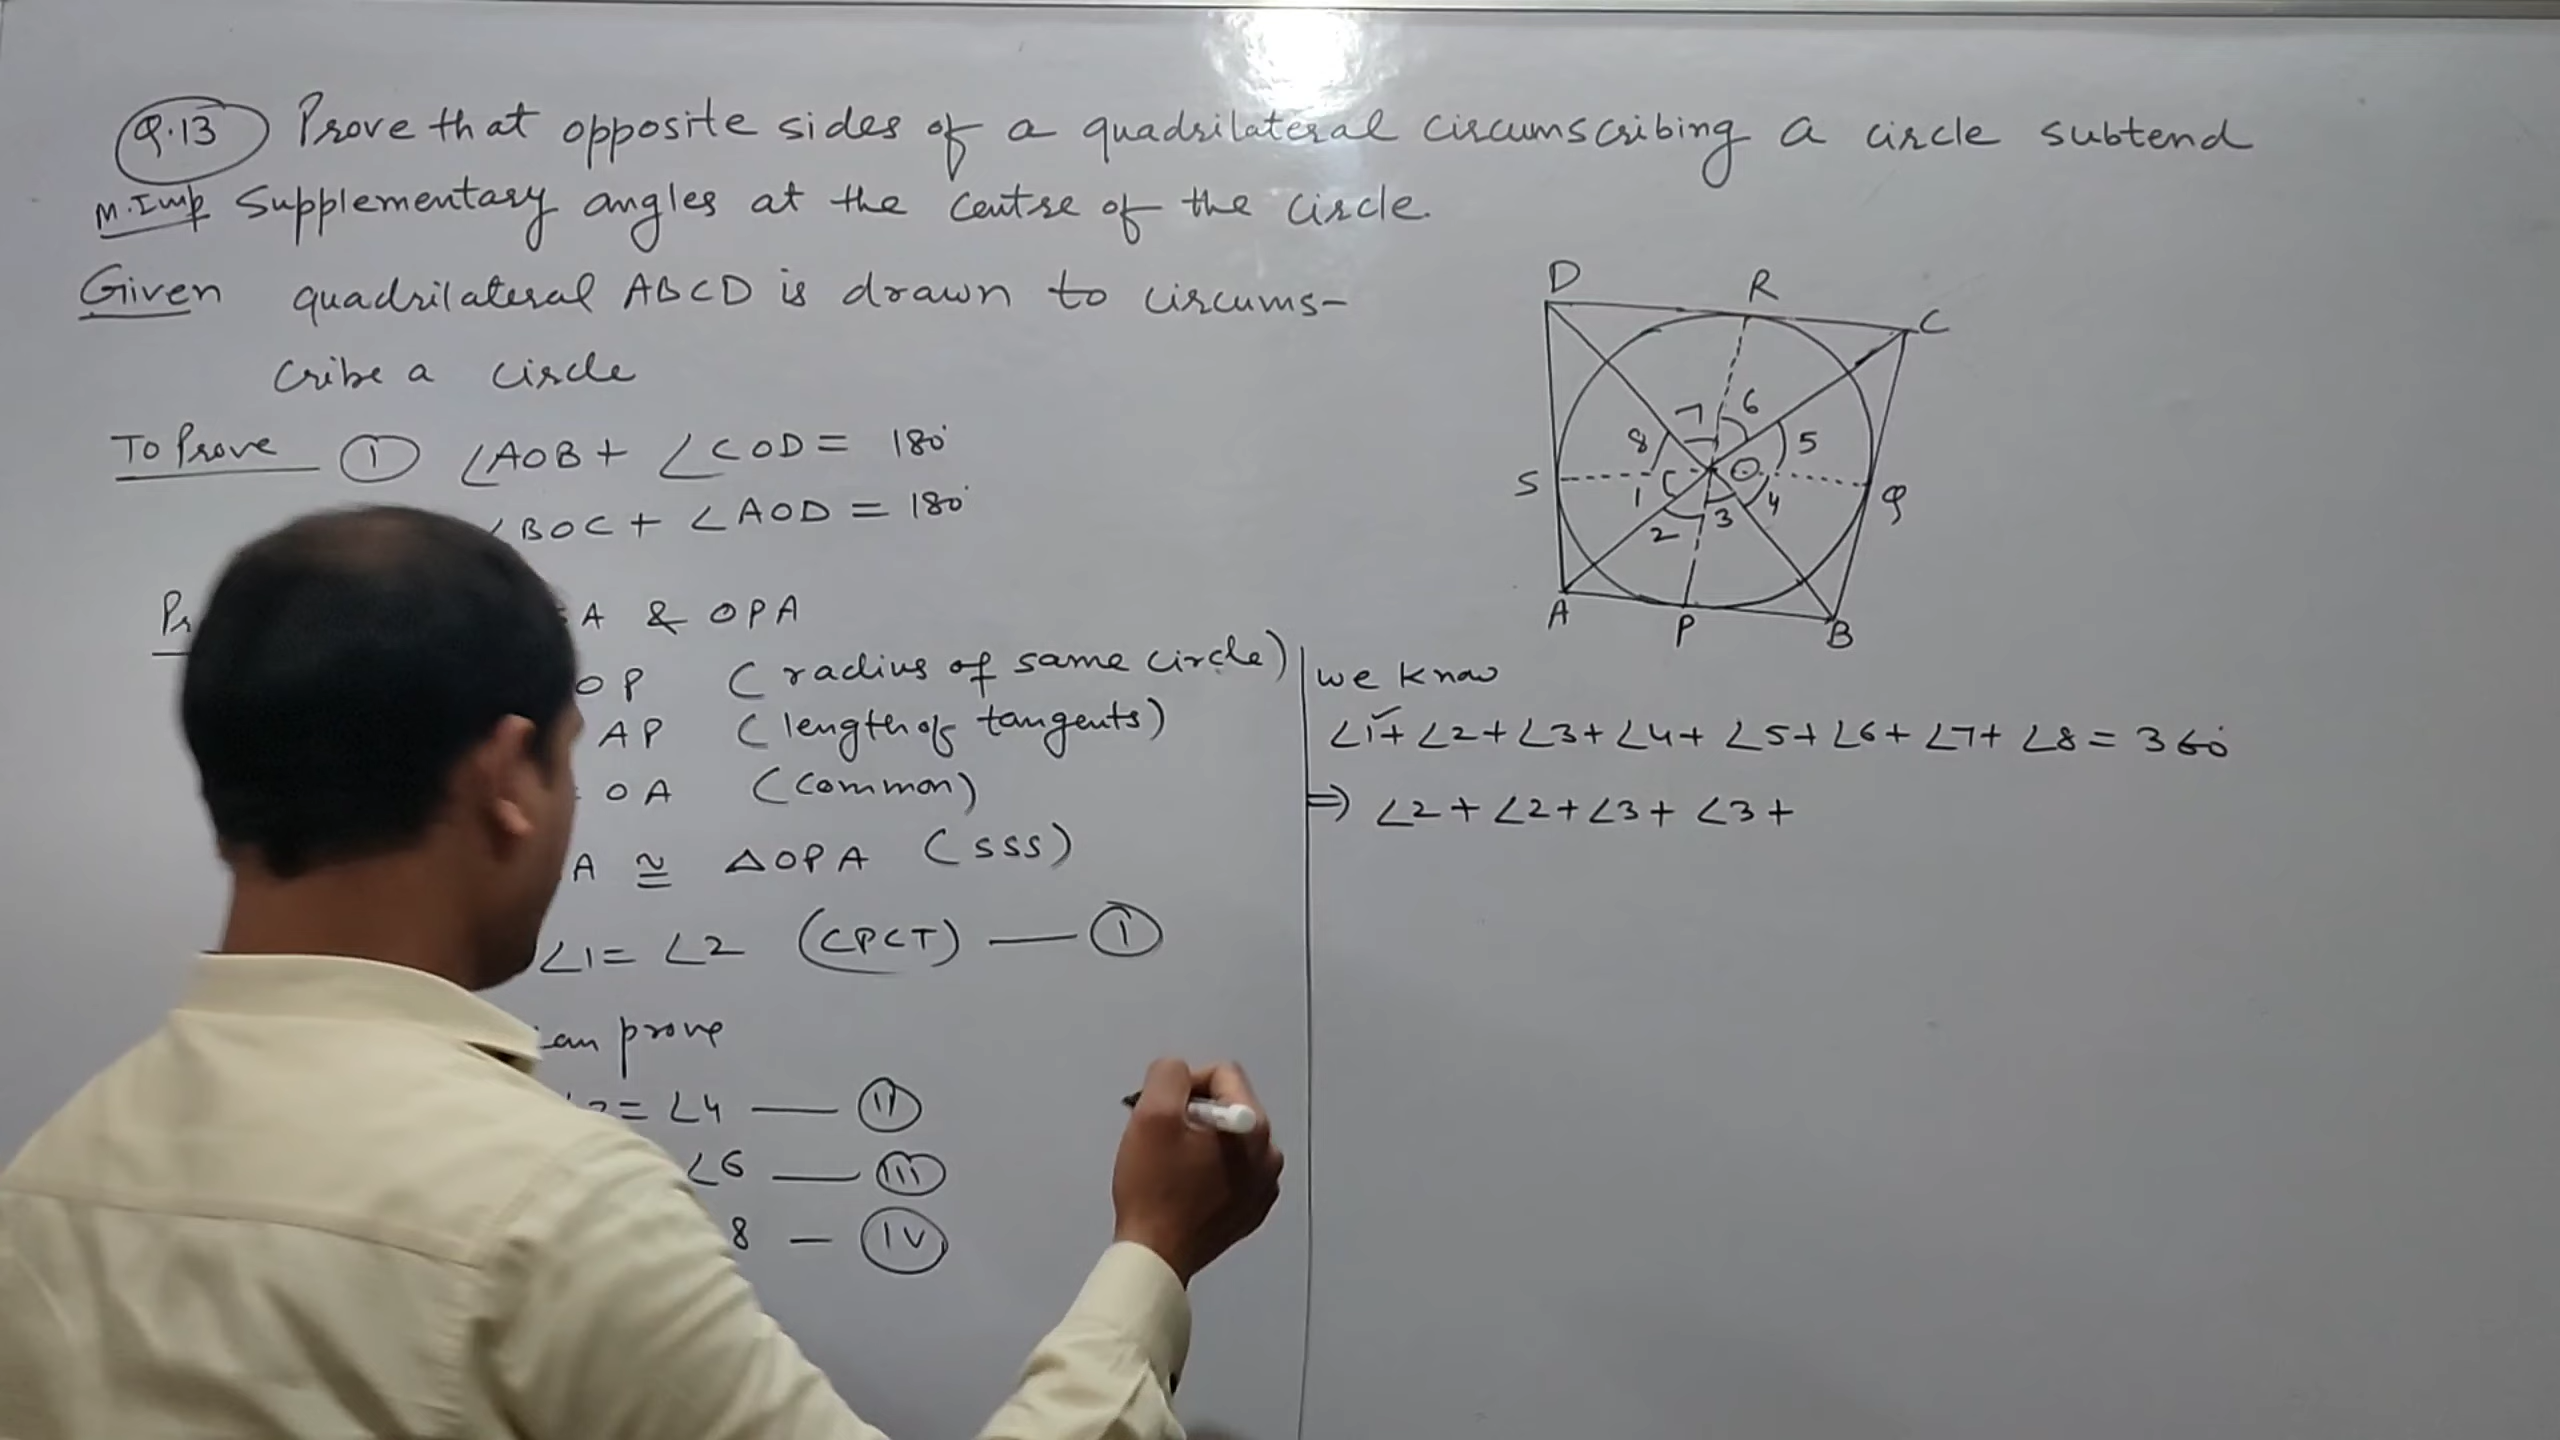 Q.13 Prove that opposite sides of a quadrilateral circumscribing a circle subtend
M.Imp supplementary angles at the centre of the circle.
Given quadrilateral ABCD is drawn to circums-
cribe a circle
To Prove ① ∠AOB + ∠COD = 180°
∠BOC + ∠AOD = 180°
A & OPA
OP (radius of same circle)
AP (length of tangents)
OA (common)
A ≅ △OPA (SSS)
∠1 = ∠2 (CPCT) — ①
can prove
= ∠4 — (II)
∠6 — (III)
8 — (IV)
D R C
7 6
8 5
S O Q
1 4
2 3
A P B
we know
∠1 + ∠2 + ∠3 + ∠4 + ∠5 + ∠6 + ∠7 + ∠8 = 360°
⇒ ∠2 + ∠2 + ∠3 + ∠3 +